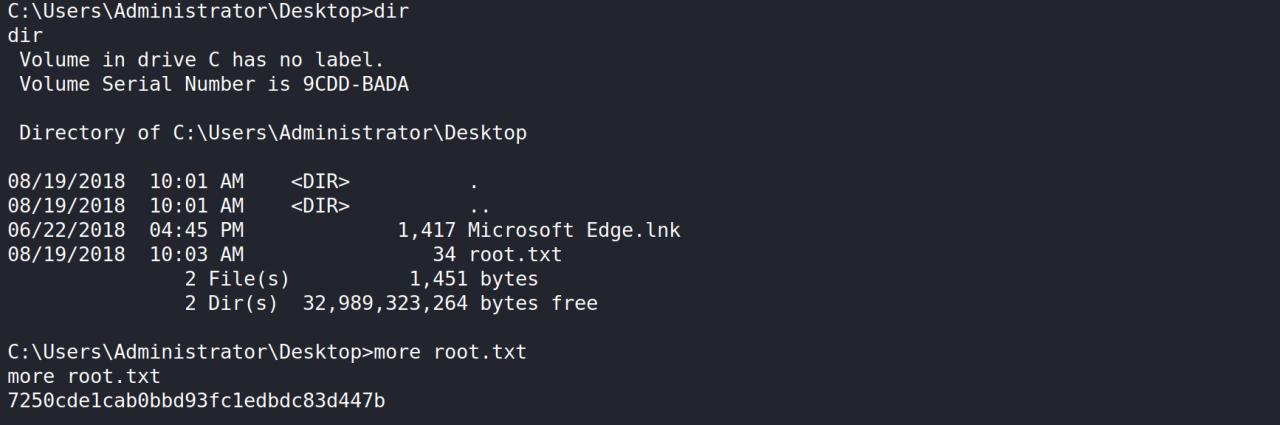 C:\Users\Administrator\Desktop>dir
dir
 Volume in drive C has no label.
 Volume Serial Number is 9CDD-BADA

 Directory of C:\Users\Administrator\Desktop

08/19/2018  10:01 AM    <DIR>          .
08/19/2018  10:01 AM    <DIR>          ..
06/22/2018  04:45 PM             1,417 Microsoft Edge.lnk
08/19/2018  10:03 AM                34 root.txt
               2 File(s)          1,451 bytes
               2 Dir(s)  32,989,323,264 bytes free

C:\Users\Administrator\Desktop>more root.txt
more root.txt
7250cde1cab0bbd93fc1edbdc83d447b